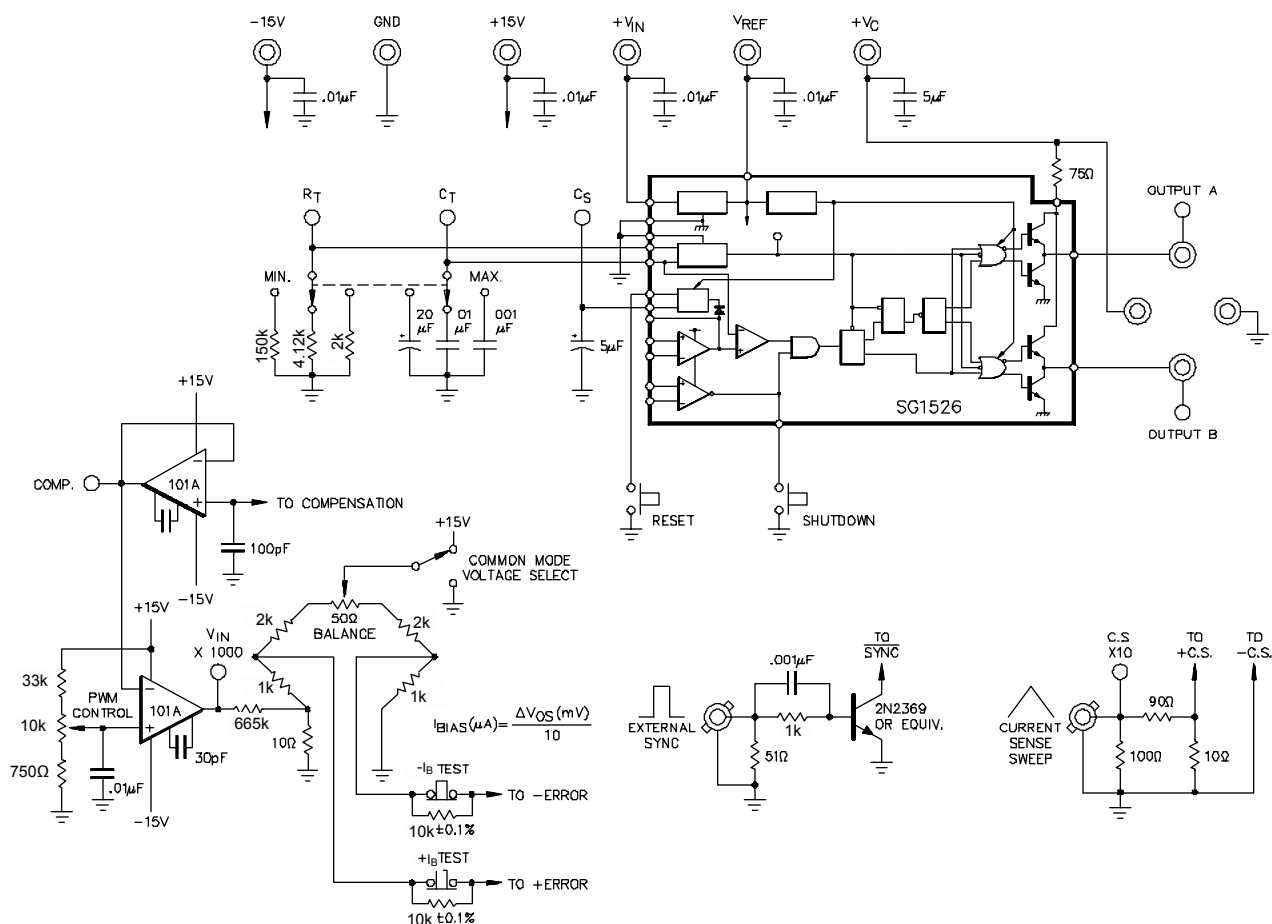 -15V
GND
+15V
+VIN
VREF
+VC
.01µF
.01µF
.01µF
.01µF
5µF
75Ω
OUTPUT A
RT
CT
CS
MIN.
MAX.
150k
4.12k
2k
20 µF
.01 µF
.001 µF
5µF
SG1526
OUTPUT B
+15V
COMP.
101A
-
+
TO COMPENSATION
100pF
-15V
RESET
SHUTDOWN
+15V
COMMON MODE
VOLTAGE SELECT
50Ω
BALANCE
2k
2k
1k
1k
+15V
VIN
X 1000
33k
10k
750Ω
PWM
CONTROL
-
+
101A
665k
10Ω
30pF
.01µF
-15V
IBIAS(µA)=ΔVOS(mV)/10
-IB TEST
TO -ERROR
10k ±0.1%
+IB TEST
TO +ERROR
10k ±0.1%
EXTERNAL
SYNC
.001µF
1k
51Ω
TO
SYNC
2N2369
OR EQUIV.
CURRENT
SENSE
SWEEP
C.S
X10
TO
+C.S.
TO
-C.S.
90Ω
100Ω
10Ω